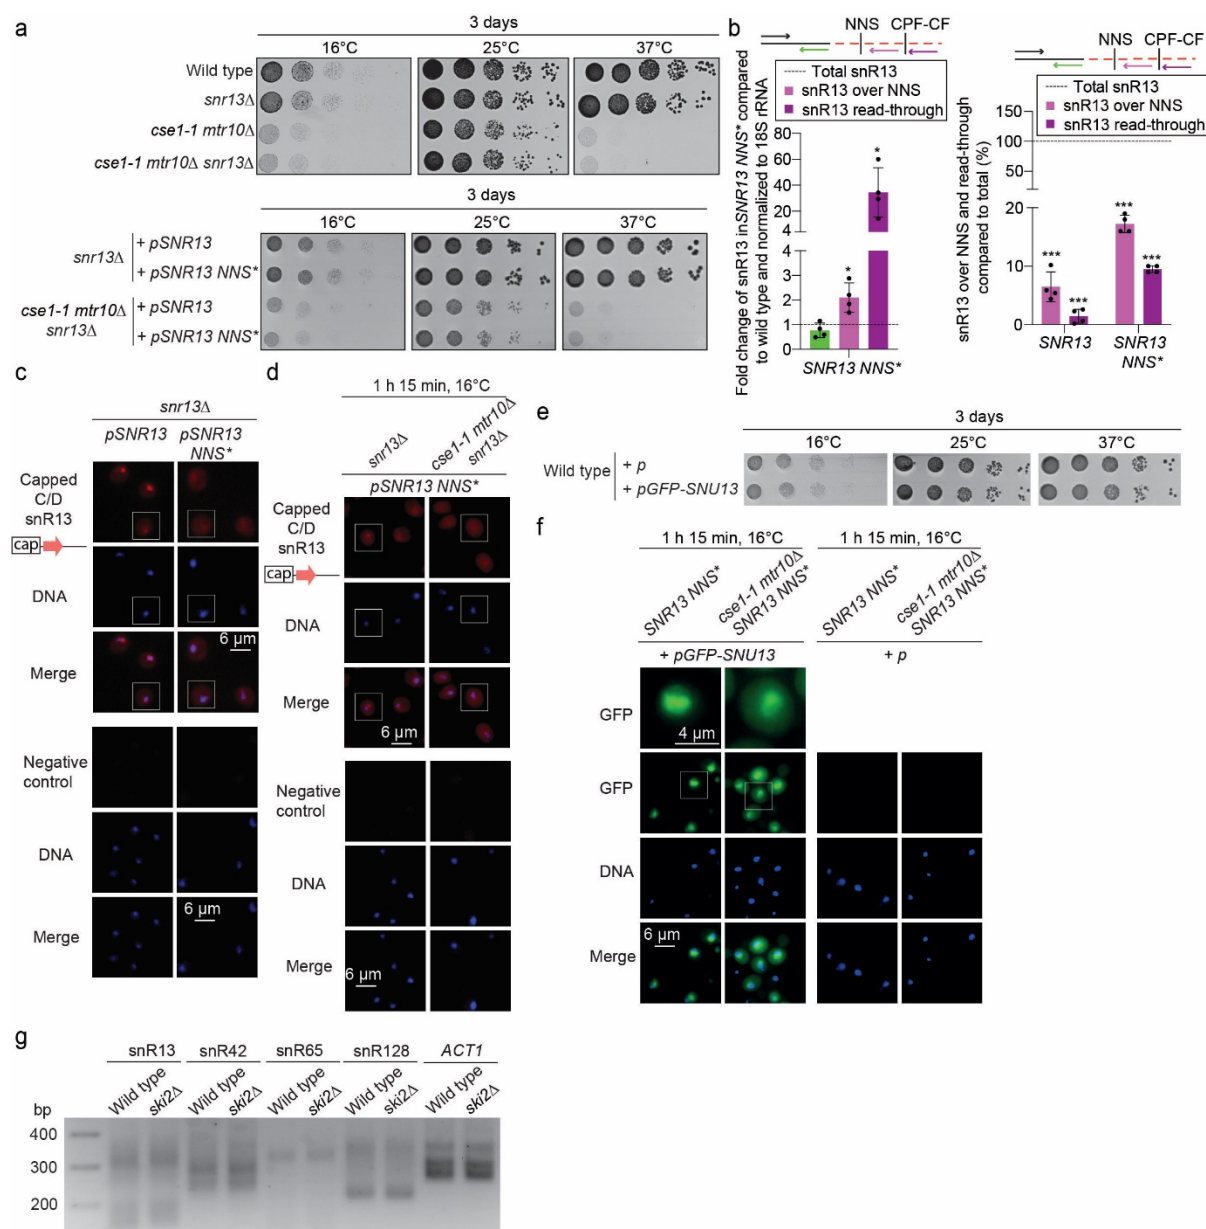 a
3 days
16°C 25°C 37°C
Wild type
snr13Δ
cse1-1 mtr10Δ
cse1-1 mtr10Δ snr13Δ
3 days
16°C 25°C 37°C
snr13Δ
+ pSNR13
+ pSNR13 NNS*
cse1-1 mtr10Δ
snr13Δ
+ pSNR13
+ pSNR13 NNS*
b
NNS CPF-CF
Total snR13
snR13 over NNS
snR13 read-through
Fold change of snR13 in SNR13 NNS* compared
to wild type and normalized to 18S rRNA
80
60
40
20
4
4
3
2
1
0
*
*
SNR13 NNS*
NNS CPF-CF
Total snR13
snR13 over NNS
snR13 read-through
snR13 over NNS and read-through
compared to total (%)
150
100
50
20
10
0
***
***
***
***
SNR13
SNR13
NNS*
c
snr13Δ
pSNR13
pSNR13
NNS*
Capped
C/D
snR13
cap
DNA
Merge
6 µm
Negative
control
DNA
Merge
6 µm
d
1 h 15 min, 16°C
snr13Δ
cse1-1 mtr10Δ
snr13Δ
pSNR13 NNS*
Capped
C/D
snR13
cap
DNA
Merge
6 µm
Negative
control
DNA
Merge
6 µm
e
3 days
16°C 25°C 37°C
Wild type
+ p
+ pGFP-SNU13
f
1 h 15 min, 16°C 1 h 15 min, 16°C
SNR13 NNS*
cse1-1 mtr10Δ
SNR13 NNS*
SNR13 NNS*
cse1-1 mtr10Δ
SNR13 NNS*
+ pGFP-SNU13 + p
GFP
4 µm
GFP
DNA
6 µm
Merge
g
snR13 snR42 snR65 snR128 ACT1
Wild type ski2Δ Wild type ski2Δ Wild type ski2Δ Wild type ski2Δ Wild type ski2Δ
bp
400
300
200